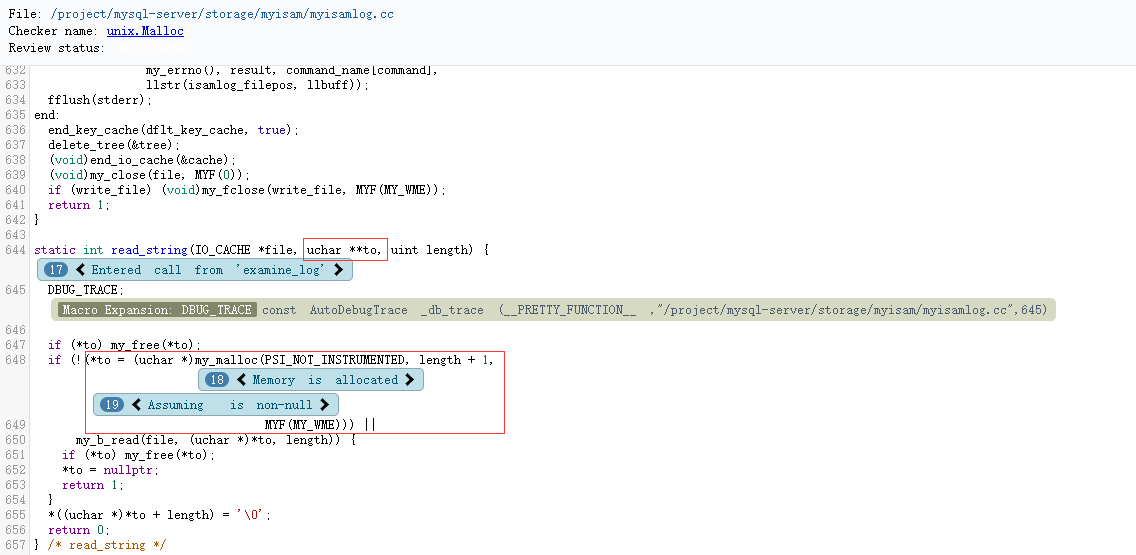 File: /project/mysql-server/storage/myisam/myisamlog.cc
Checker name: unix.Malloc
Review status:
632 my_errno(), result, command_name[command],
633 llstr(isamlog_filepos, llbuff));
634 fflush(stderr);
635 end:
636 end_key_cache(dflt_key_cache, true);
637 delete_tree(&tree);
638 (void)end_io_cache(&cache);
639 (void)my_close(file, MYF(0));
640 if (write_file) (void)my_fclose(write_file, MYF(MY_WME));
641 return 1;
642 }
643
644 static int read_string(IO_CACHE *file, uchar **to, uint length) {
17 Entered call from 'examine_log'
645 DBUG_TRACE;
Macro Expansion: DBUG_TRACE const AutoDebugTrace _db_trace (__PRETTY_FUNCTION__ ,"/project/mysql-server/storage/myisam/myisamlog.cc",645)
646
647 if (*to) my_free(*to);
648 if (!(*to = (uchar *)my_malloc(PSI_NOT_INSTRUMENTED, length + 1,
18 Memory is allocated
19 Assuming is non-null
649 MYF(MY_WME))) ||
650 my_b_read(file, (uchar *)*to, length)) {
651 if (*to) my_free(*to);
652 *to = nullptr;
653 return 1;
654 }
655 *((uchar *)*to + length) = '\0';
656 return 0;
657 } /* read_string */